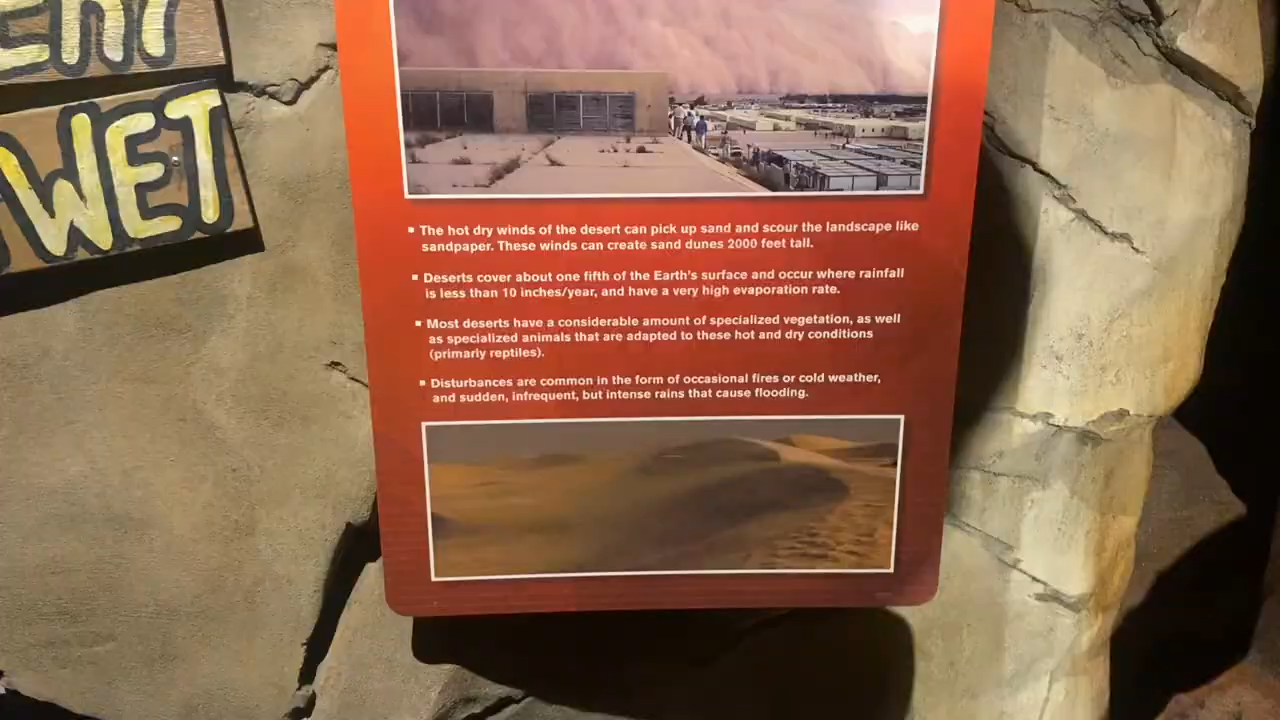 WET
▪ The hot dry winds of the desert can pick up sand and scour the landscape like
sandpaper. These winds can create sand dunes 2000 feet tall.
▪ Deserts cover about one fifth of the Earth's surface and occur where rainfall
is less than 10 inches/year, and have a very high evaporation rate.
▪ Most deserts have a considerable amount of specialized vegetation, as well
as specialized animals that are adapted to these hot and dry conditions
(primarly reptiles).
▪ Disturbances are common in the form of occasional fires or cold weather,
and sudden, infrequent, but intense rains that cause flooding.